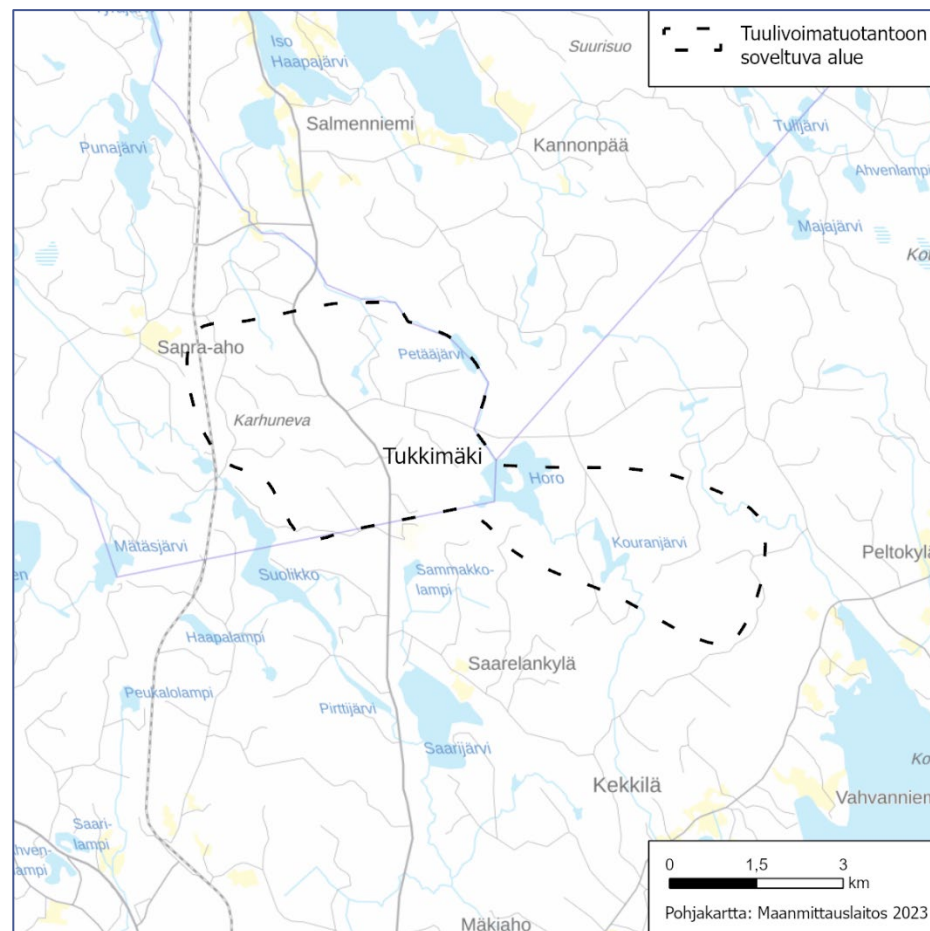 Iso
Haapajärvi
Suurisuo
Tuulivoimatuotantoon
soveltuva alue
Salmenniemi
Punajärvi
Kannonpää
Tulijärvi
Ahvenlampi
Majajärvi
Sapra-aho
Petääjärvi
Karhuneva
Tukkimäki
Horo
Mätäsjärvi
Suolikko
Sammakko-
lampi
Kouranjärvi
Peltokylä
Haapalampi
Saarelankylä
Peukalolampi
Pirttijärvi
Saarijärvi
Kekkilä
Vahvanniem
Saari-
lampi
Mäkiaho
0 1,5 3
km
Pohjakartta: Maanmittauslaitos 2023